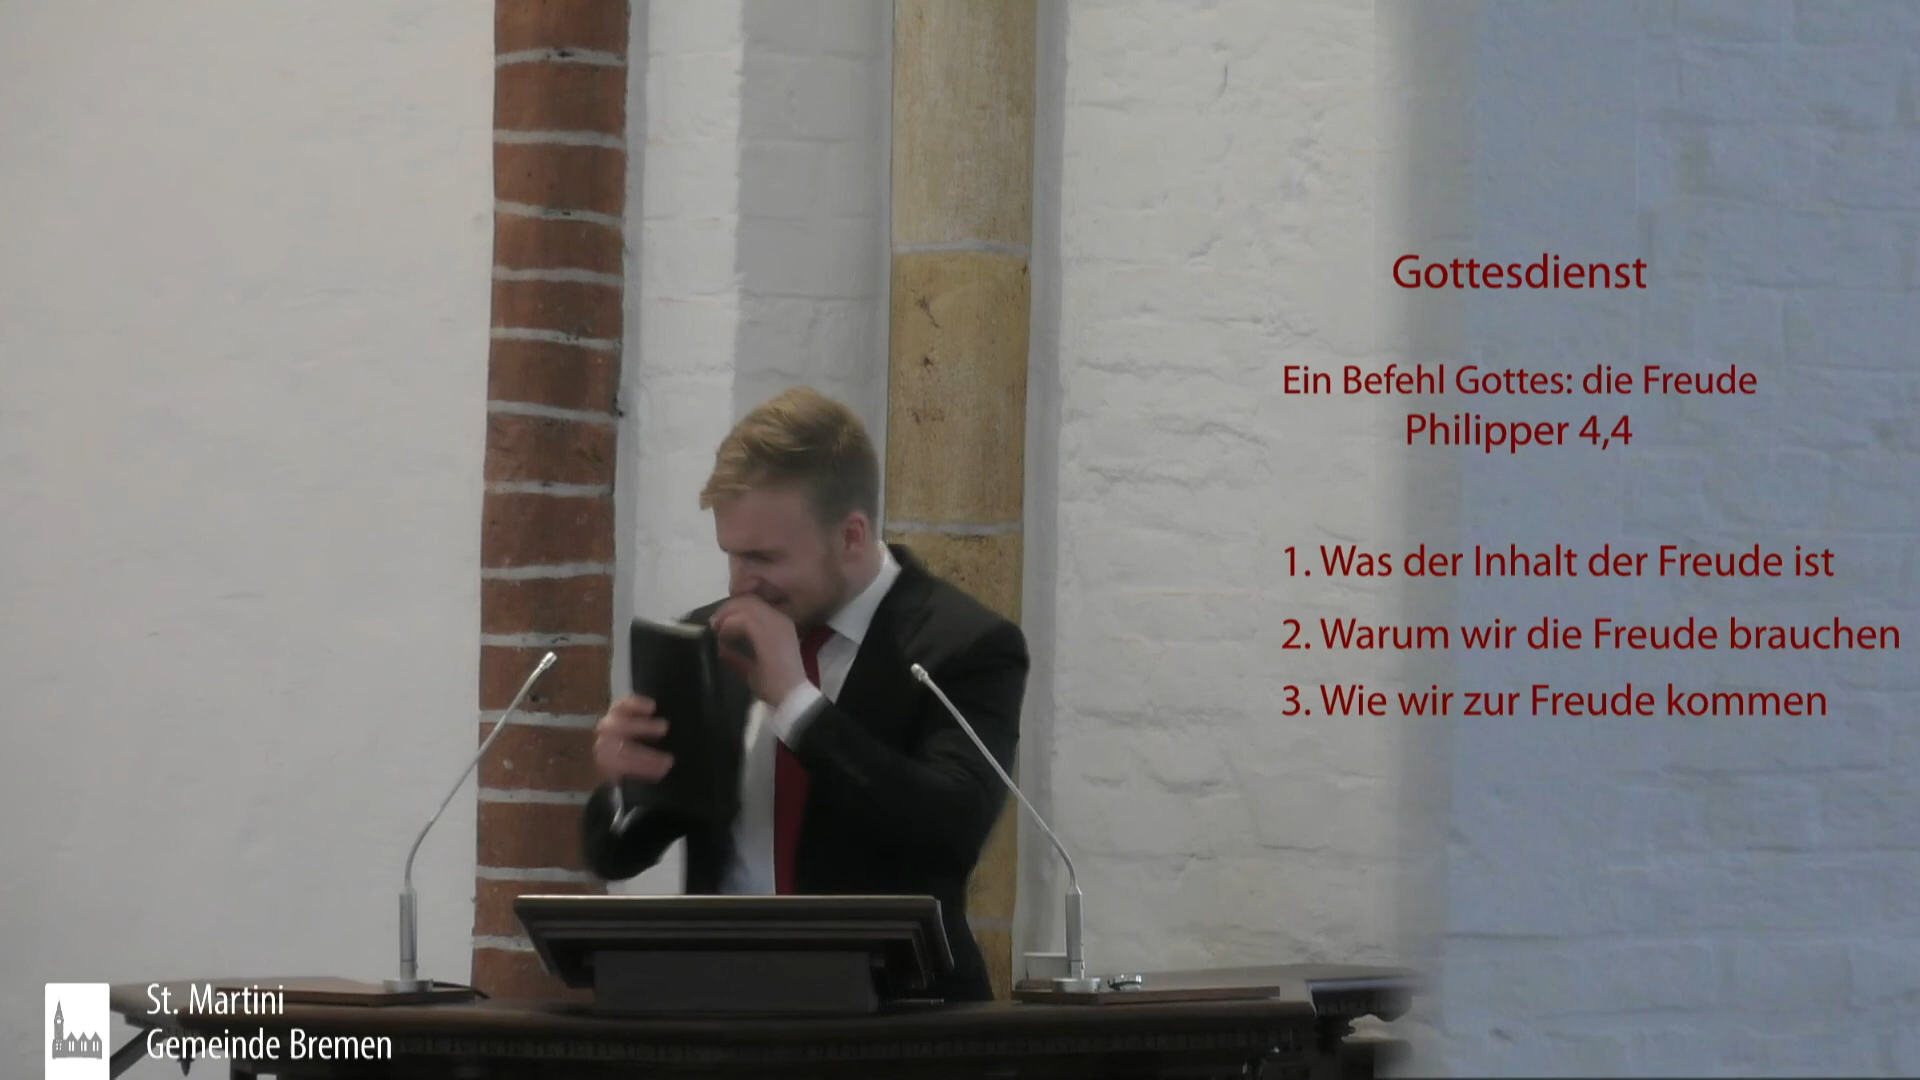 Gottesdienst
Ein Befehl Gottes: die Freude
Philipper 4,4
1. Was der Inhalt der Freude ist
2. Warum wir die Freude brauchen
3. Wie wir zur Freude kommen
St. Martini
Gemeinde Bremen